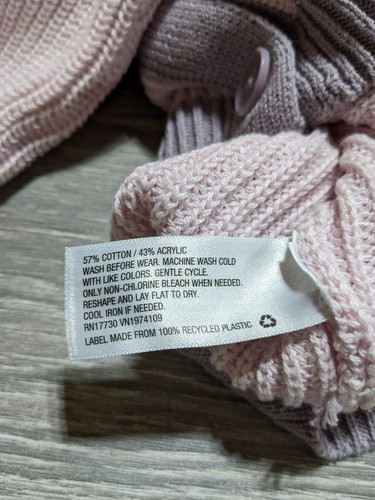 57% COTTON / 43% ACRYLIC
WASH BEFORE WEAR. MACHINE WASH COLD
WITH LIKE COLORS. GENTLE CYCLE.
ONLY NON-CHLORINE BLEACH WHEN NEEDED.
RESHAPE AND LAY FLAT TO DRY.
COOL IRON IF NEEDED.
RN17730 VN1974109
LABEL MADE FROM 100% RECYCLED PLASTIC